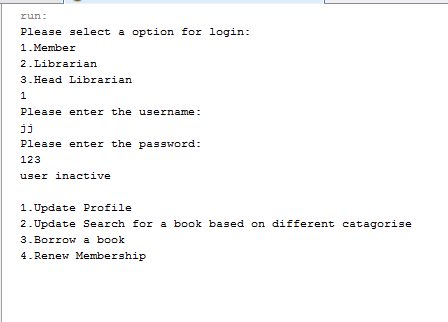 run:
Please select a option for login:
1.Member
2.Librarian
3.Head Librarian
1
Please enter the username:
jj
Please enter the password:
123
user inactive
1.Update Profile
2.Update Search for a book based on different catagorise
3.Borrow a book
4.Renew Membership